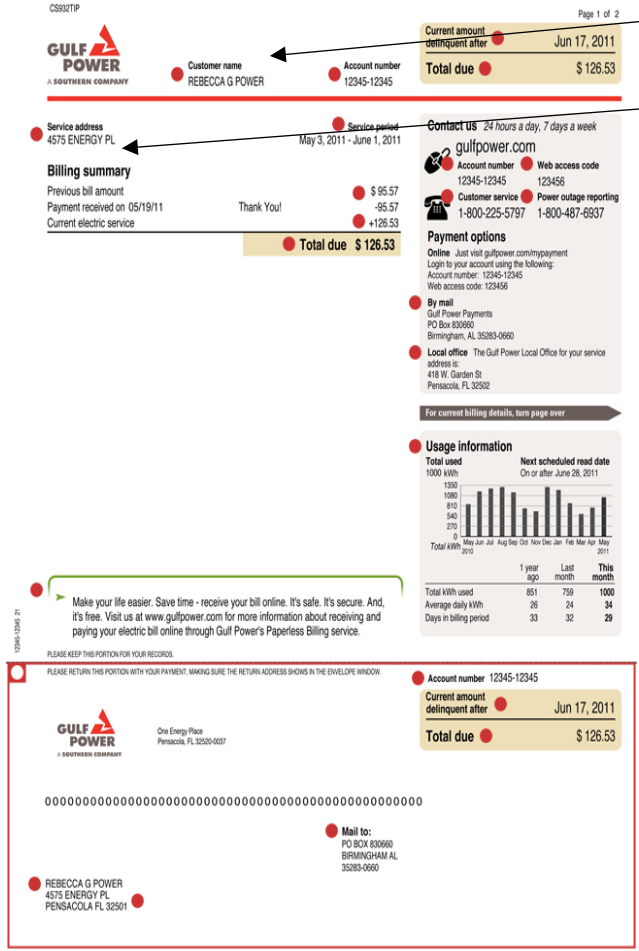 CS932TIP
Page 1 of 2
GULF
POWER
A SOUTHERN COMPANY
Customer name
REBECCA G POWER
Account number
12345-12345
Current amount
delinquent after
Jun 17, 2011
Total due
$ 126.53
Service address
4575 ENERGY PL
Service period
May 3, 2011 - June 1, 2011
Billing summary
Previous bill amount $ 95.57
Payment received on 05/19/11 Thank You! -95.57
Current electric service +126.53
Total due $ 126.53
Contact us 24 hours a day, 7 days a week
gulfpower.com
Account number Web access code
12345-12345 123456
Customer service Power outage reporting
1-800-225-5797 1-800-487-6937
Payment options
Online Just visit gulfpower.com/mypayment
Login to your account using the following:
Account number: 12345-12345
Web access code: 123456
By mail
Gulf Power Payments
PO Box 830660
Birmingham, AL 35283-0660
Local office The Gulf Power Local Office for your service
address is:
418 W. Garden St
Pensacola, FL 32502
For current billing details, turn page over
Usage information
Total used Next scheduled read date
1000 kWh On or after June 28, 2011
1350
1080
810
540
270
0
Total kWh
May Jun Jul Aug Sep Oct Nov Dec Jan Feb Mar Apr May
2010 2011
1 year Last This
ago month month
Total kWh used 851 759 1000
Average daily kWh 26 24 34
Days in billing period 33 32 29
Make your life easier. Save time - receive your bill online. It's safe. It's secure. And,
it's free. Visit us at www.gulfpower.com for more information about receiving and
paying your electric bill online through Gulf Power's Paperless Billing service.
12345-12345 21
PLEASE KEEP THIS PORTION FOR YOUR RECORDS.
PLEASE RETURN THIS PORTION WITH YOUR PAYMENT, MAKING SURE THE RETURN ADDRESS SHOWS IN THE ENVELOPE WINDOW.
Account number 12345-12345
Current amount
delinquent after
Jun 17, 2011
Total due
$ 126.53
GULF
POWER
A SOUTHERN COMPANY
One Energy Place
Pensacola, FL 32520-0037
00000000000000000000000000000000000000000000000000
Mail to:
PO BOX 830660
BIRMINGHAM AL
35283-0660
REBECCA G POWER
4575 ENERGY PL
PENSACOLA FL 32501